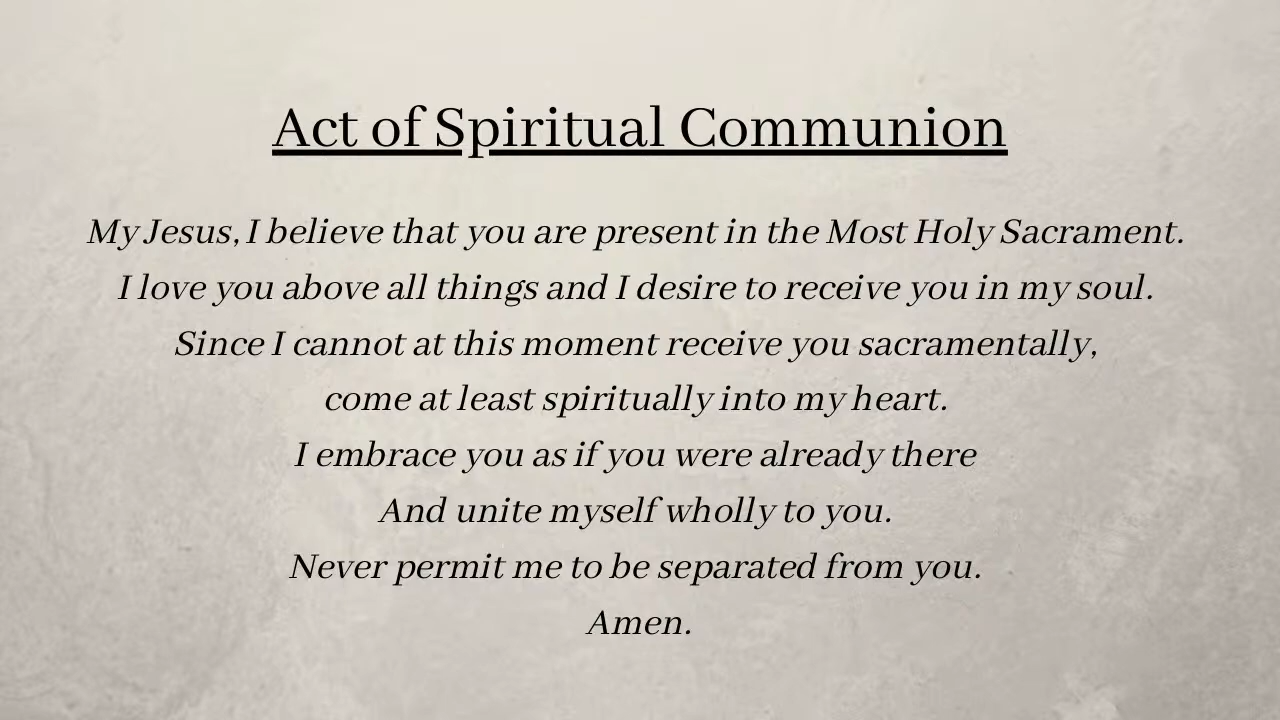 Act of Spiritual Communion
My Jesus, I believe that you are present in the Most Holy Sacrament.
I love you above all things and I desire to receive you in my soul.
Since I cannot at this moment receive you sacramentally,
come at least spiritually into my heart.
I embrace you as if you were already there
And unite myself wholly to you.
Never permit me to be separated from you.
Amen.